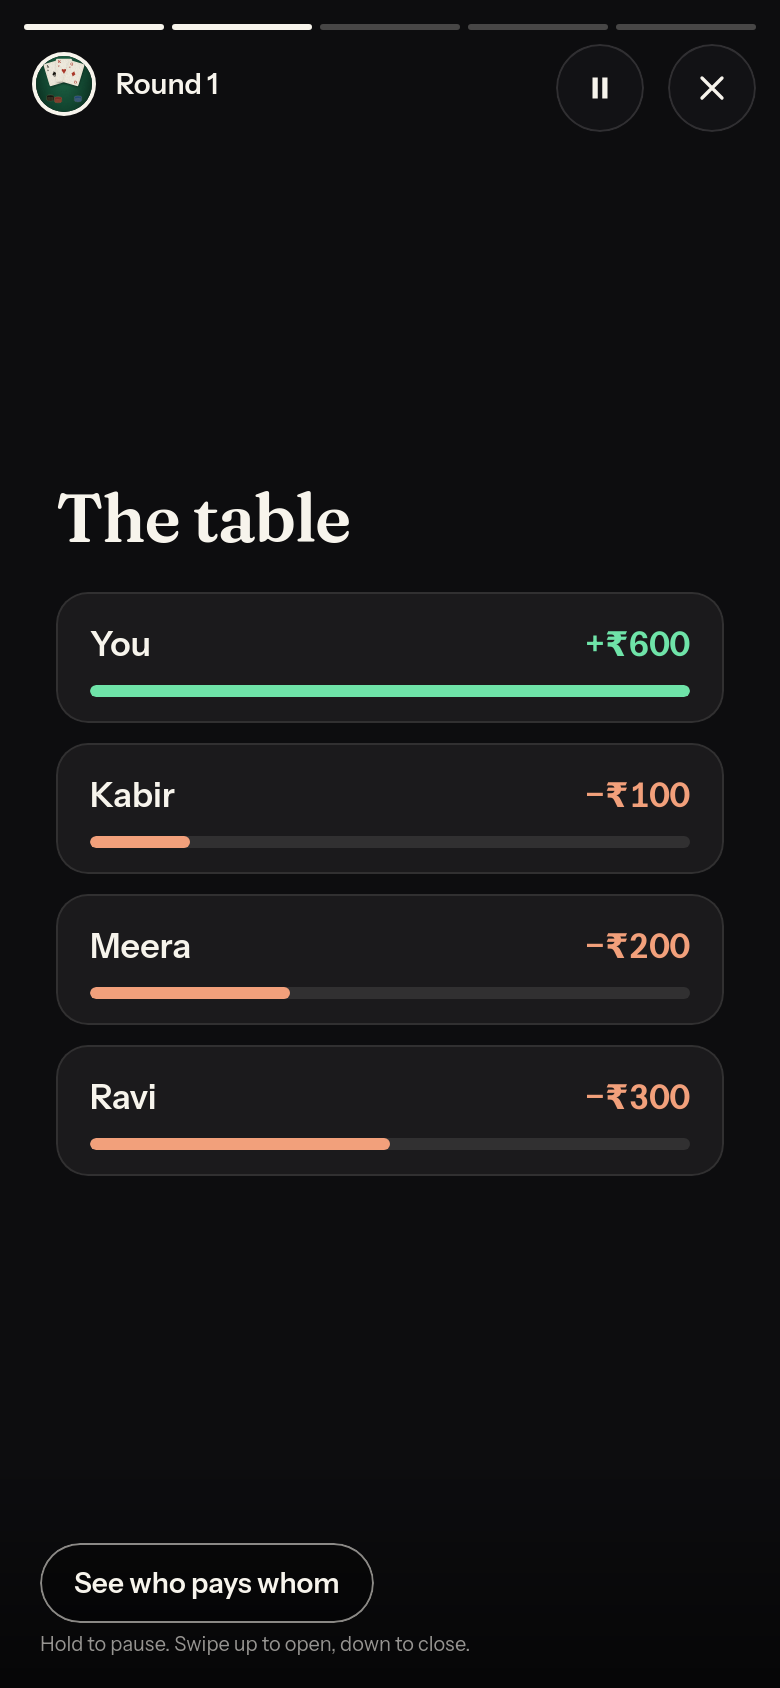 Round 1
The table
You
+₹600
Kabir
−₹100
Meera
−₹200
Ravi
−₹300
See who pays whom
Hold to pause. Swipe up to open, down to close.